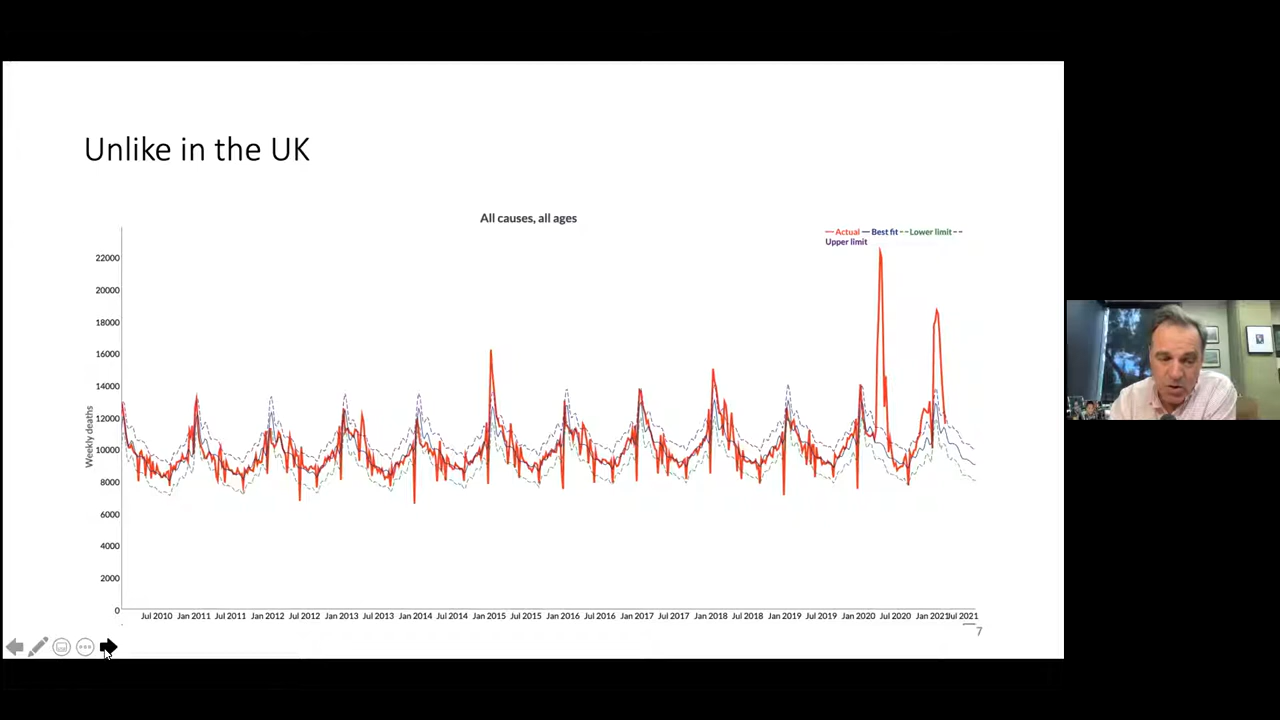 Unlike in the UK
All causes, all ages
Actual Best fit Lower limit
Upper limit
Weekly deaths
22000
20000
18000
16000
14000
12000
10000
8000
6000
4000
2000
0
Jul 2010 Jan 2011 Jul 2011 Jan 2012 Jul 2012 Jan 2013 Jul 2013 Jan 2014 Jul 2014 Jan 2015 Jul 2015 Jan 2016 Jul 2016 Jan 2017 Jul 2017 Jan 2018 Jul 2018 Jan 2019 Jul 2019 Jan 2020 Jul 2020 Jan 2021 Jul 2021
7